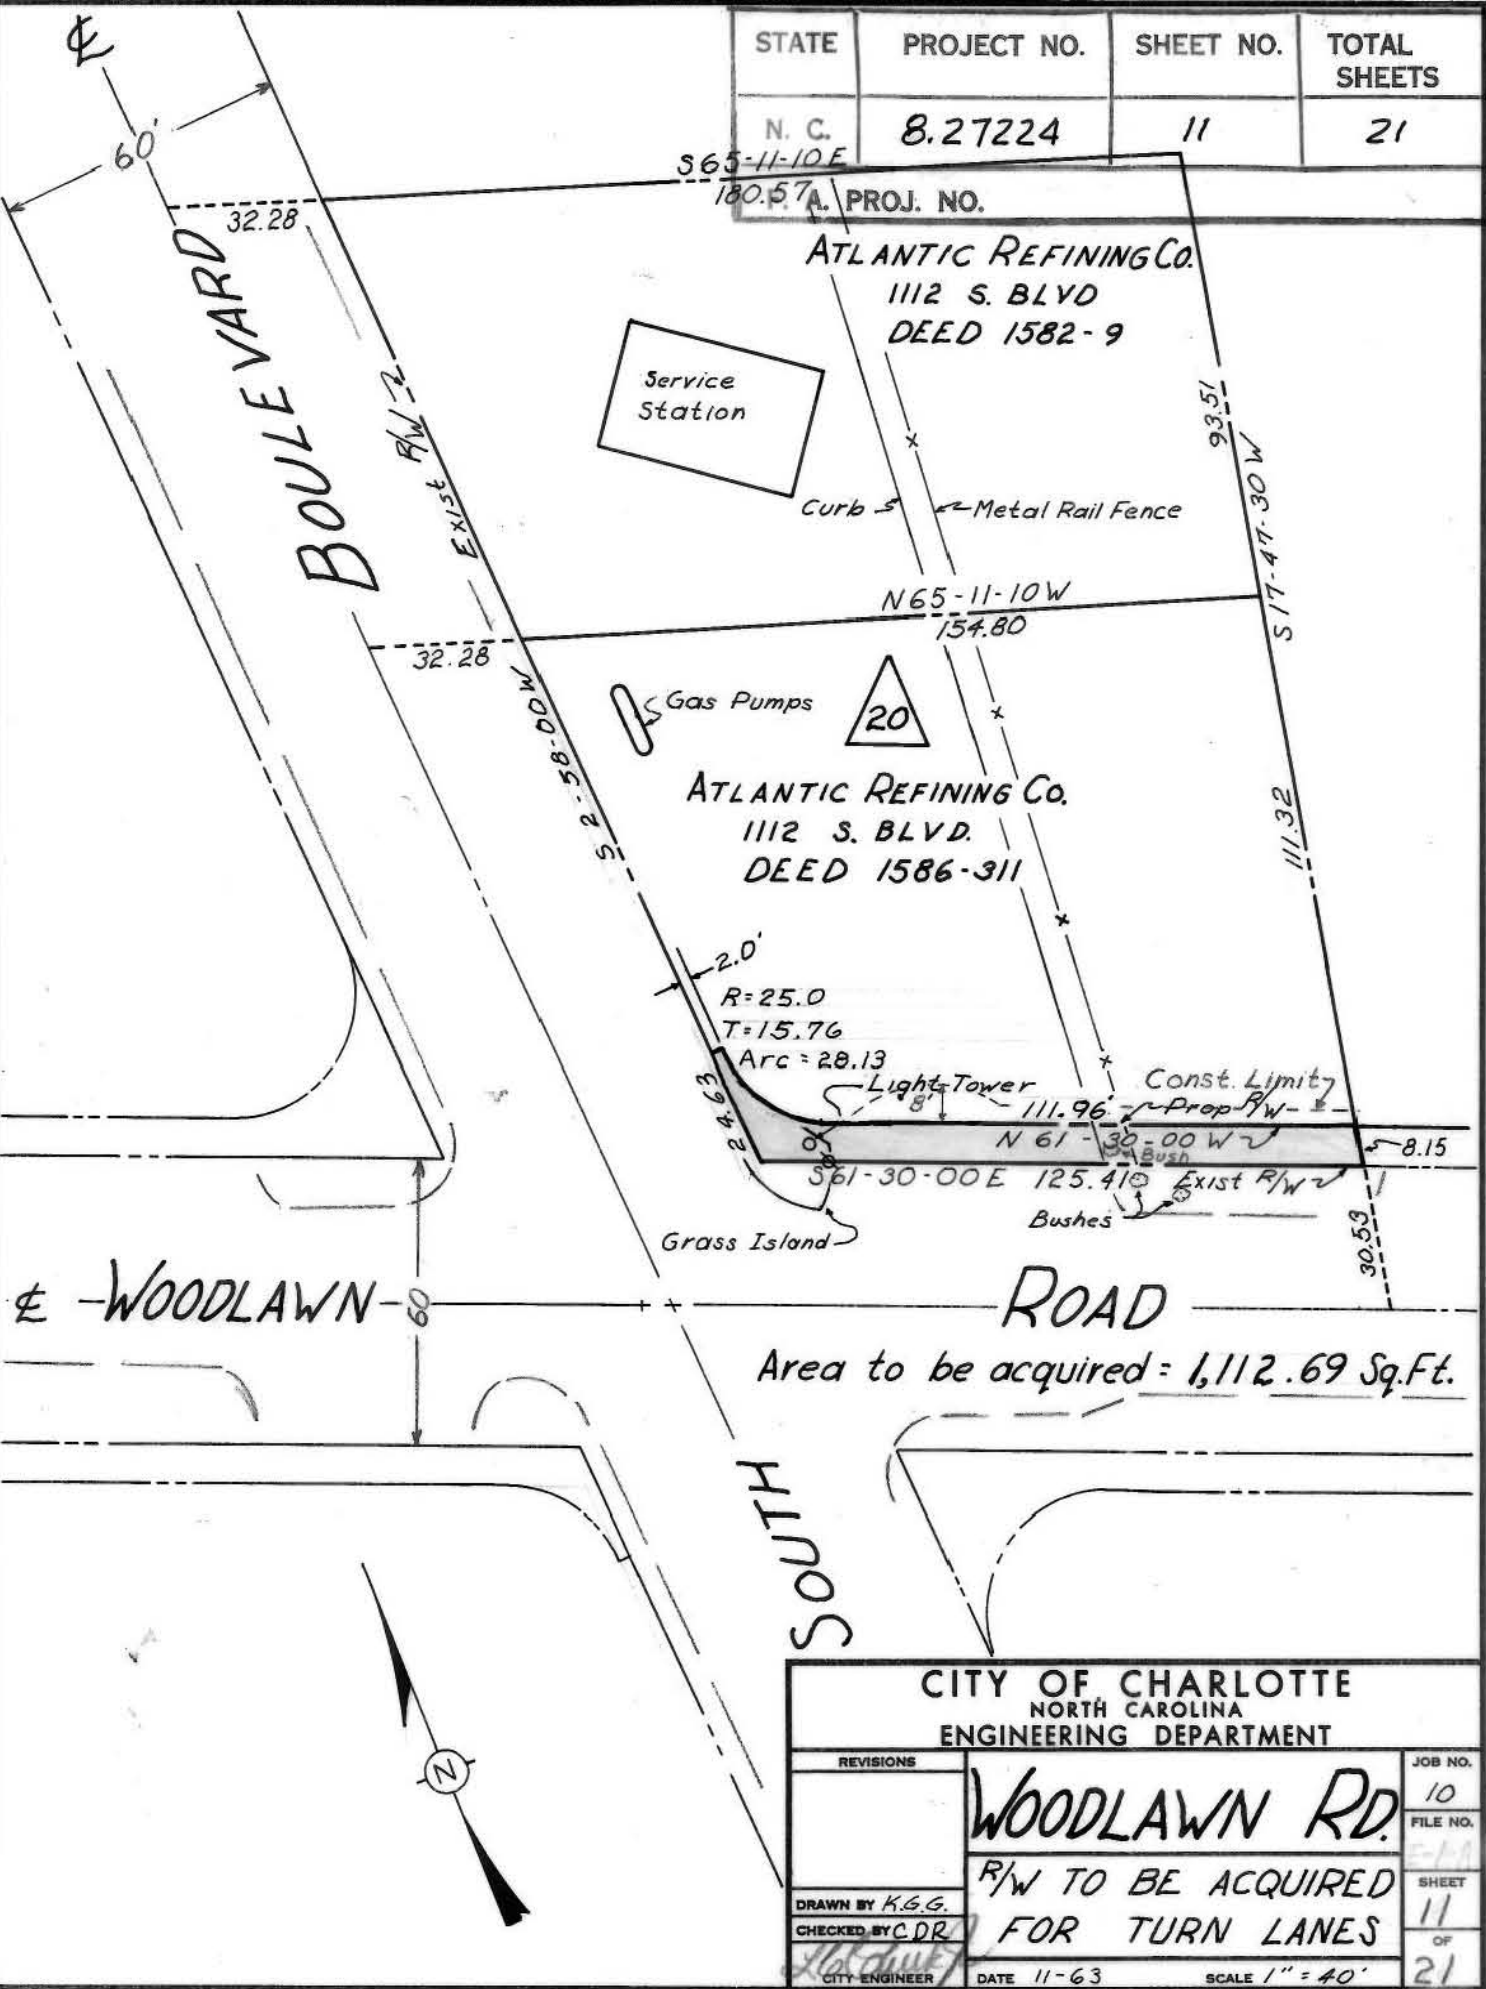 STATE PROJECT NO. SHEET NO. TOTAL SHEETS
N. C. 8.27224 11 21
F. A. PROJ. NO.
℄
60'
S65-11-10E
180.57
32.28
ATLANTIC REFINING CO.
1112 S. BLVD
DEED 1582-9
BOULEVARD
Exist R/W
Service
Station
93.51
S 17-47-30 W
Curb
Metal Rail Fence
N65-11-10W
154.80
32.28
S 2-58-00W
Gas Pumps
20
ATLANTIC REFINING CO.
1112 S. BLVD.
DEED 1586-311
111.32
2.0'
R=25.0
T=15.76
Arc = 28.13
24.63
Light Tower
8'
111.96
Const. Limit
Prop R/W
N 61-30-00 W
Bush
8.15
S61-30-00E 125.41
Exist R/W
Bushes
Grass Island
30.53
℄ WOODLAWN ROAD
60
Area to be acquired = 1,112.69 Sq.Ft.
SOUTH
N
CITY OF CHARLOTTE
NORTH CAROLINA
ENGINEERING DEPARTMENT
REVISIONS
WOODLAWN RD.
JOB NO.
10
FILE NO.
R/W TO BE ACQUIRED
FOR TURN LANES
SHEET
11
OF
21
DRAWN BY K.G.G.
CHECKED BY CDR
CITY ENGINEER
DATE 11-63 SCALE 1" = 40'